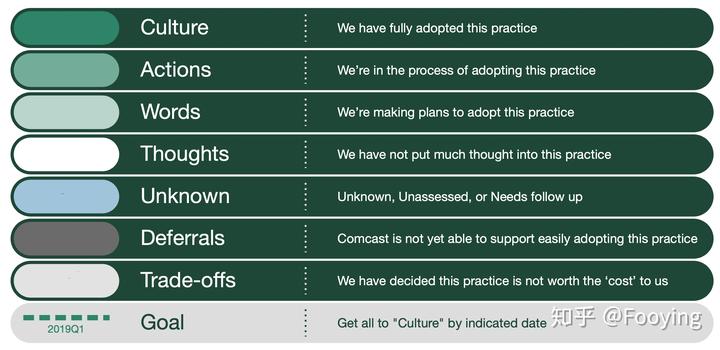 Culture We have fully adopted this practice
Actions We're in the process of adopting this practice
Words We're making plans to adopt this practice
Thoughts We have not put much thought into this practice
Unknown Unknown, Unassessed, or Needs follow up
Deferrals Comcast is not yet able to support easily adopting this practice
Trade-offs We have decided this practice is not worth the ‘cost’ to us
2019Q1 Goal Get all to "Culture" by indicated date
知乎 @Fooying